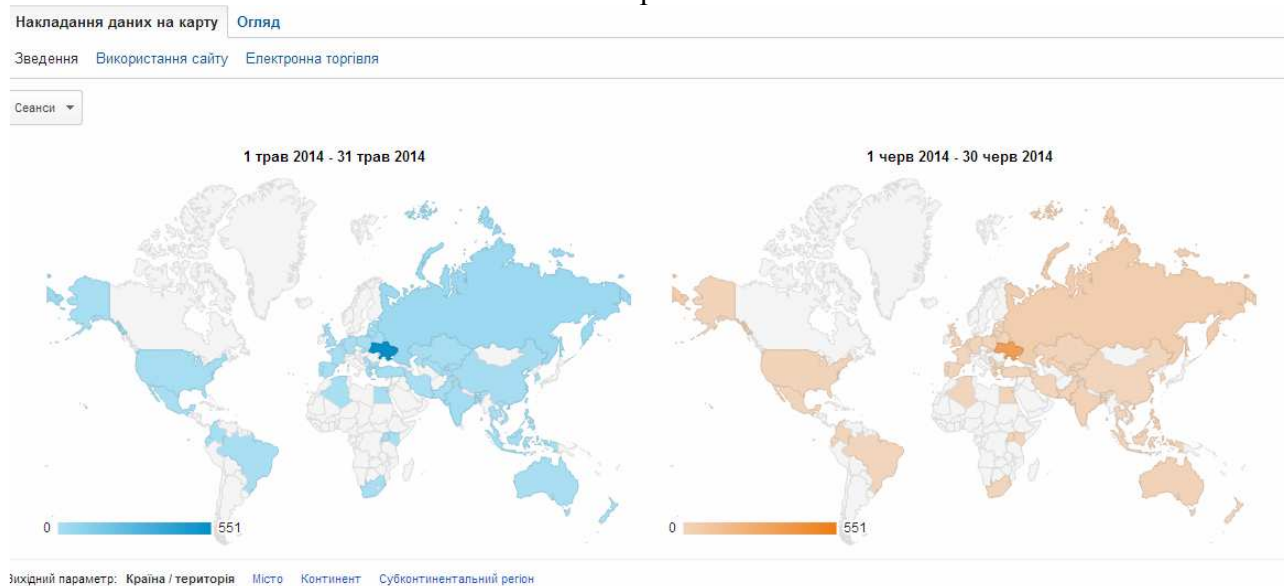 Накладання даних на карту Огляд
Зведення Використання сайту Електронна торгівля
Сеанси
1 трав 2014 - 31 трав 2014 1 черв 2014 - 30 черв 2014
0 551 0 551
Вихідний параметр: Країна / територія Місто Континент Субконтинентальний регіон